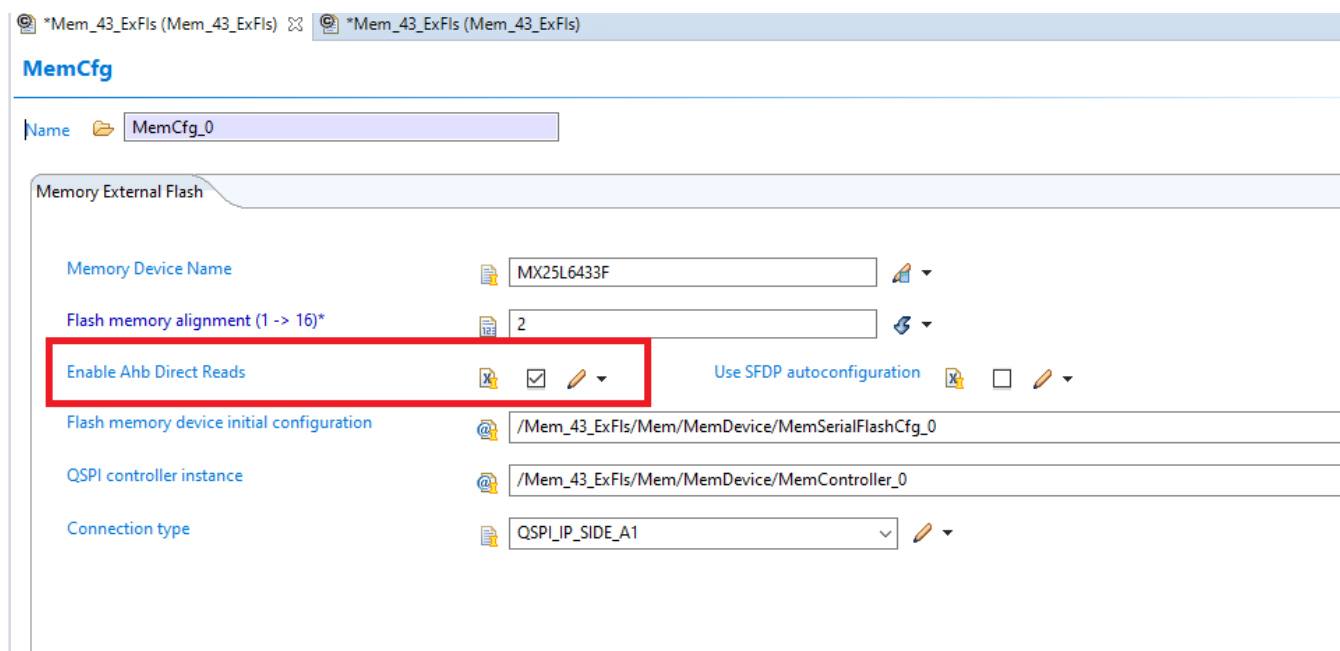 *Mem_43_ExFls (Mem_43_ExFls) *Mem_43_ExFls (Mem_43_ExFls)
MemCfg
Name MemCfg_0
Memory External Flash
Memory Device Name MX25L6433F
Flash memory alignment (1 -> 16)* 2
Enable Ahb Direct Reads Use SFDP autoconfiguration
Flash memory device initial configuration /Mem_43_ExFls/Mem/MemDevice/MemSerialFlashCfg_0
QSPI controller instance /Mem_43_ExFls/Mem/MemDevice/MemController_0
Connection type QSPI_IP_SIDE_A1